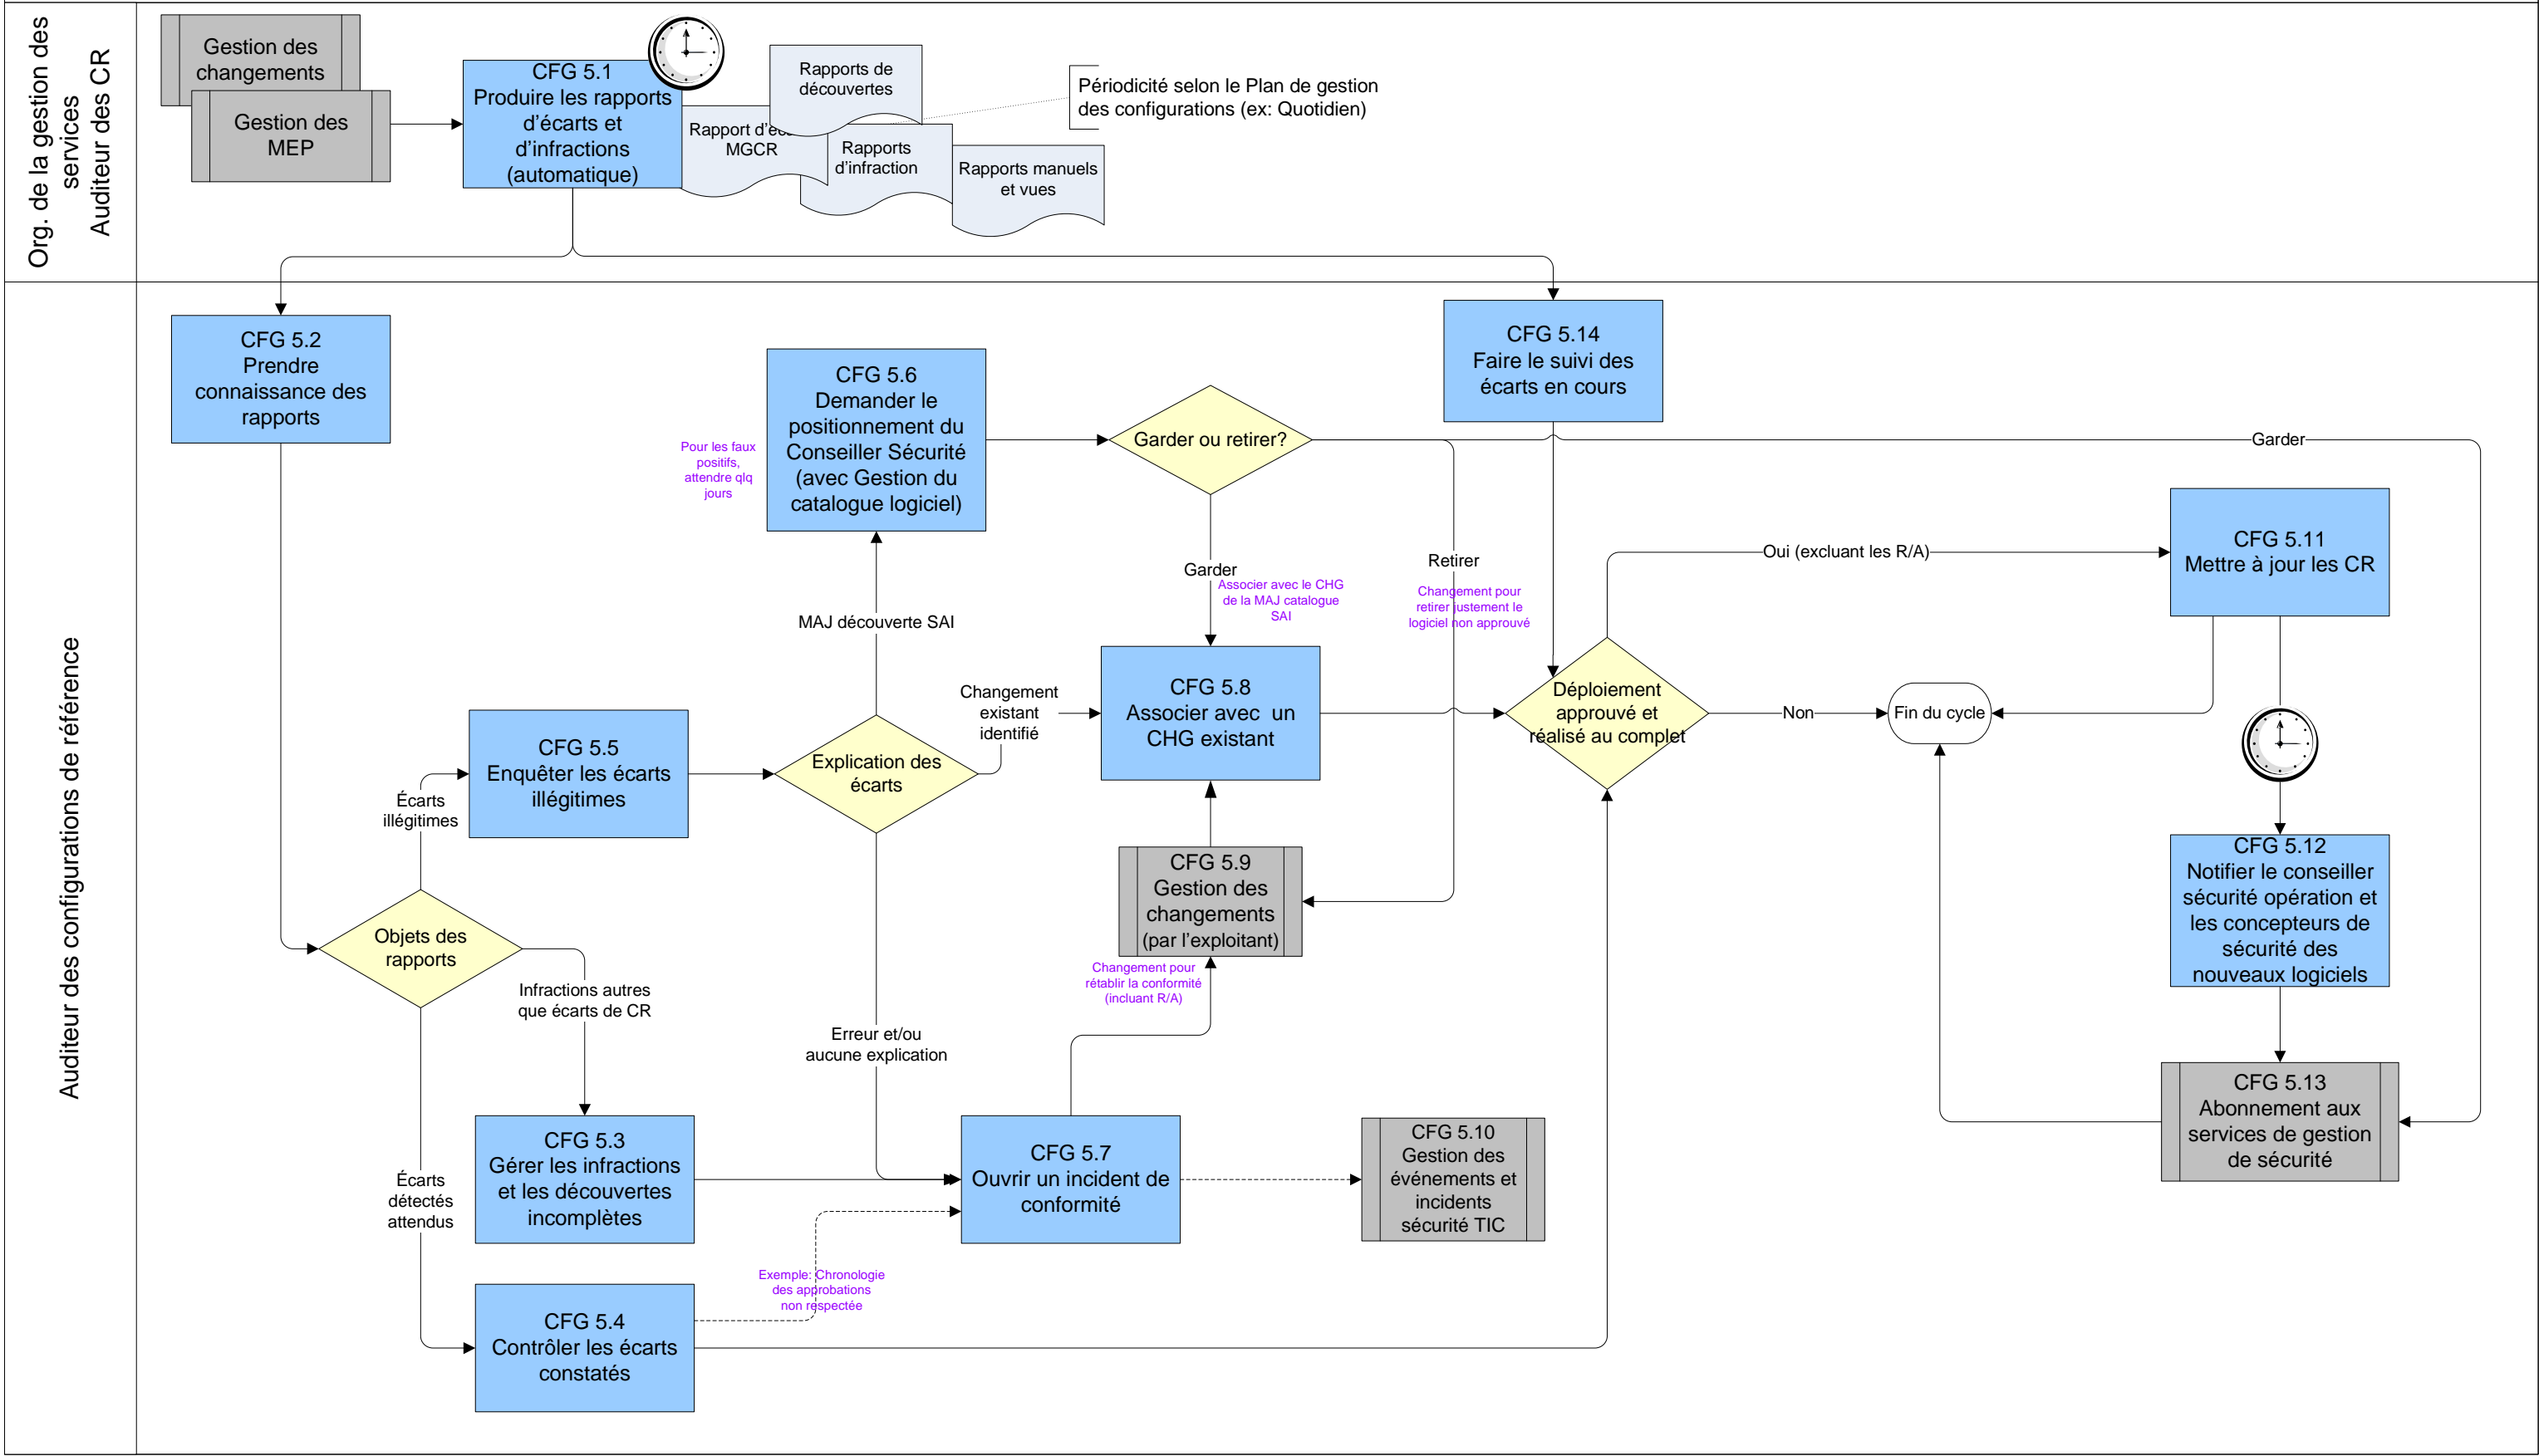 Org. de la gestion des
services
Auditeur des CR
Gestion des
changements
Gestion des
MEP
CFG 5.1
Produire les rapports
d'écarts et
d'infractions
(automatique)
Rapports de
découvertes
Rapport
MGCR
Rapports
d'infraction
Rapports manuels
et vues
Périodicité selon le Plan de gestion
des configurations (ex: Quotidien)
Auditeur des configurations de référence
CFG 5.2
Prendre
connaissance des
rapports
CFG 5.6
Demander le
positionnement du
Conseiller Sécurité
(avec Gestion du
catalogue logiciel)
Pour les faux
positifs,
attendre qlq
jours
Garder ou retirer?
CFG 5.14
Faire le suivi des
écarts en cours
Garder
CFG 5.11
Mettre à jour les CR
Oui (excluant les R/A)
Retirer
Changement pour
retirer justement le
logiciel non approuvé
Garder
Associer avec le CHG
de la MAJ catalogue
SAI
MAJ découverte SAI
Changement
existant
identifié
CFG 5.8
Associer avec un
CHG existant
Déploiement
approuvé et
réalisé au complet
Non
Fin du cycle
CFG 5.5
Enquêter les écarts
illégitimes
Explication des
écarts
Écarts
illégitimes
CFG 5.9
Gestion des
changements
(par l'exploitant)
Changement pour
rétablir la conformité
(incluant R/A)
CFG 5.12
Notifier le conseiller
sécurité opération et
les concepteurs de
sécurité des
nouveaux logiciels
Objets des
rapports
Infractions autres
que écarts de CR
Erreur et/ou
aucune explication
CFG 5.13
Abonnement aux
services de gestion
de sécurité
CFG 5.3
Gérer les infractions
et les découvertes
incomplètes
CFG 5.7
Ouvrir un incident de
conformité
CFG 5.10
Gestion des
événements et
incidents
sécurité TIC
Écarts
détectés
attendus
Exemple: Chronologie
des approbations
non respectée
CFG 5.4
Contrôler les écarts
constatés